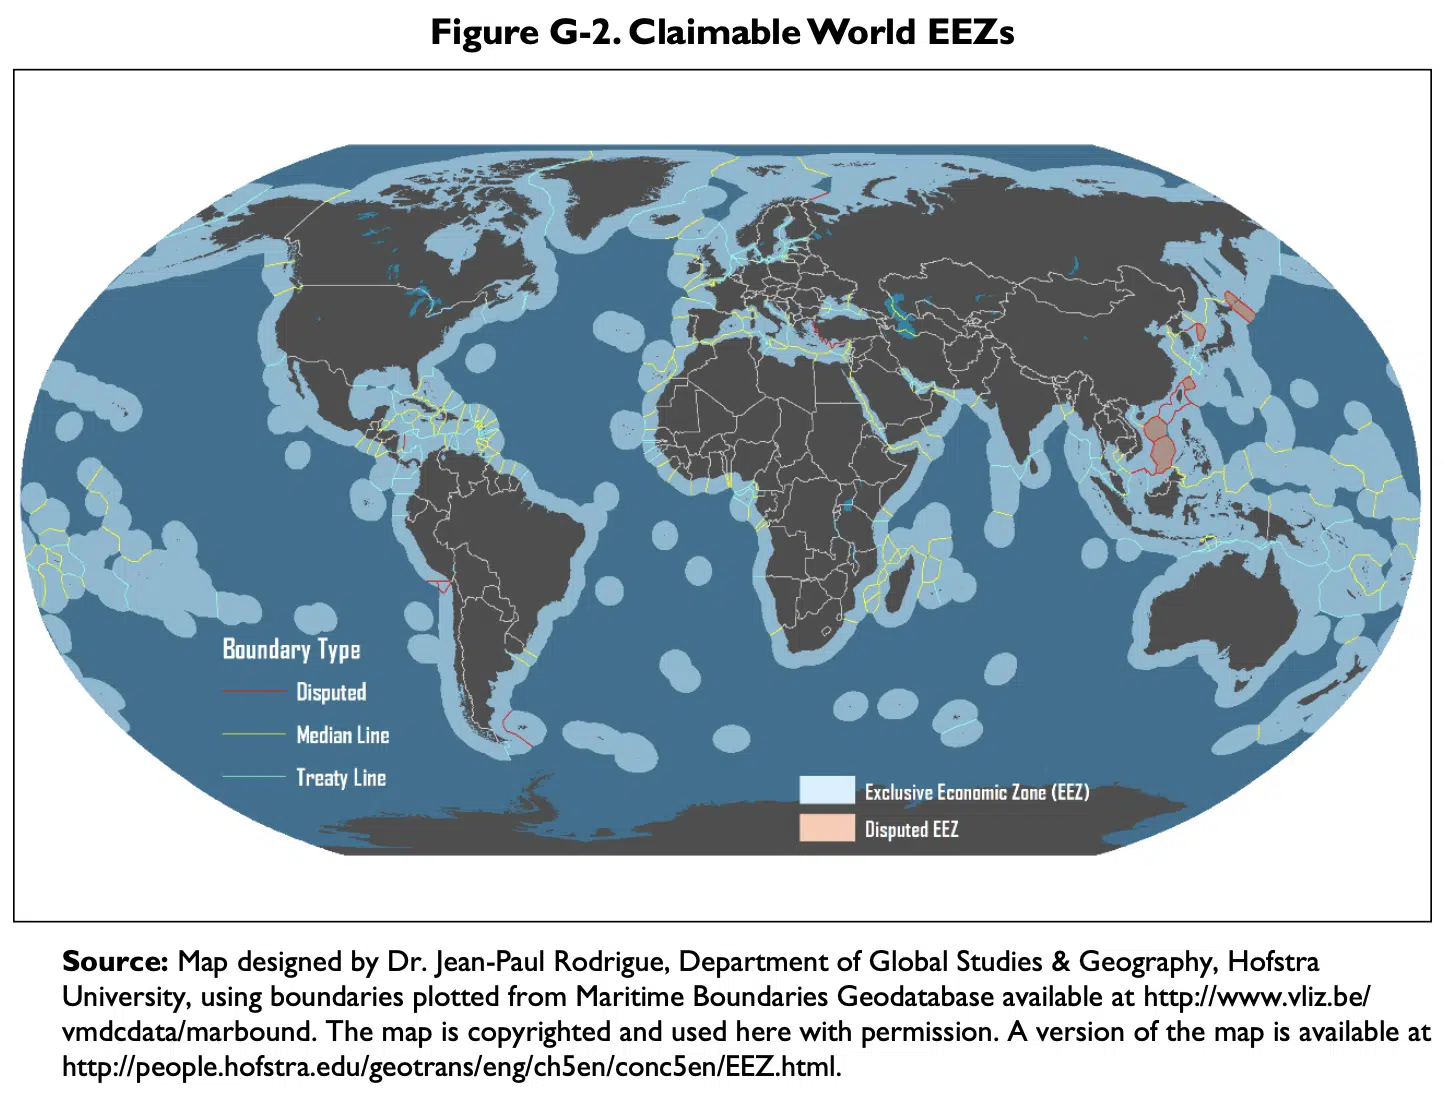 Figure G-2. Claimable World EEZs
Boundary Type
Disputed
Median Line
Treaty Line
Exclusive Economic Zone (EEZ)
Disputed EEZ
Source: Map designed by Dr. Jean-Paul Rodrigue, Department of Global Studies & Geography, Hofstra
University, using boundaries plotted from Maritime Boundaries Geodatabase available at http://www.vliz.be/
vmdcdata/marbound. The map is copyrighted and used here with permission. A version of the map is available at
http://people.hofstra.edu/geotrans/eng/ch5en/conc5en/EEZ.html.